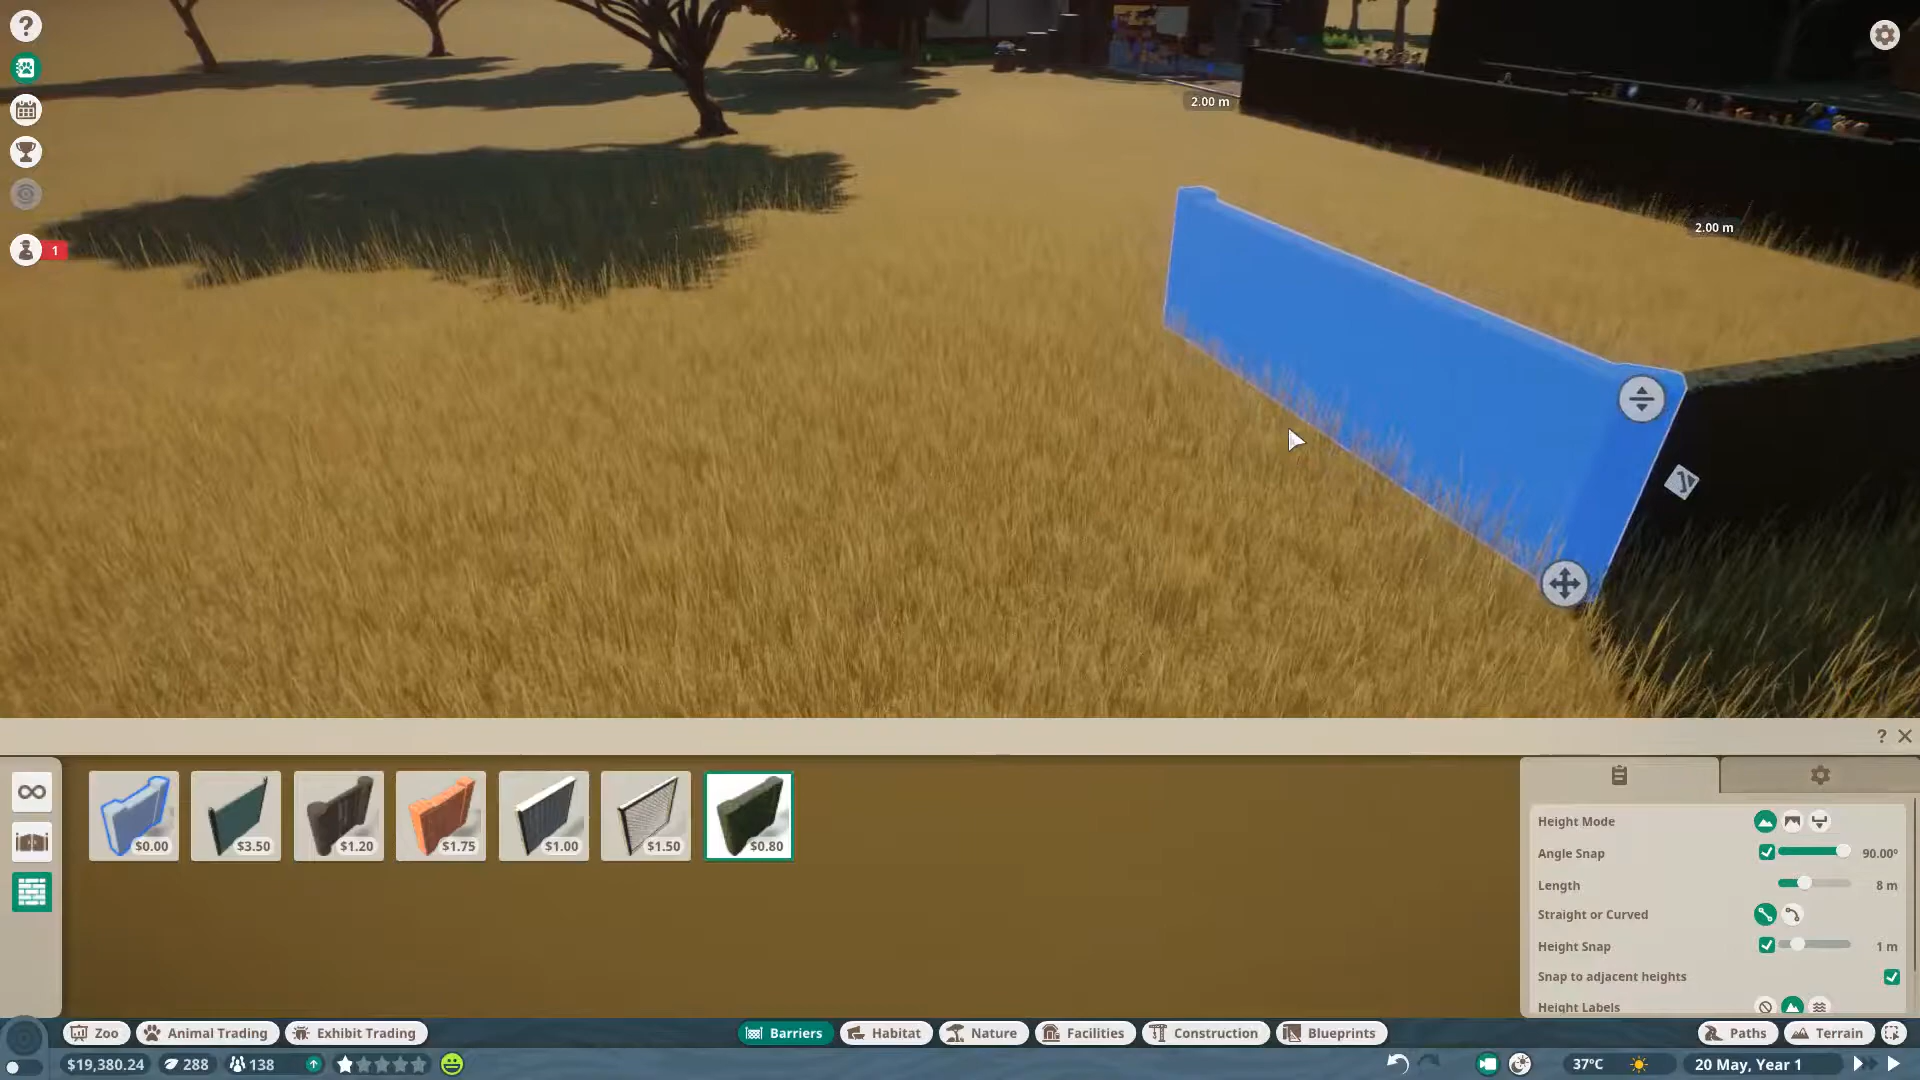 ?
1
2.00 m
2.00 m
?
$0.00
$3.50
$1.20
$1.75
$1.00
$1.50
$0.80
Height Mode
Angle Snap
90.00°
Length
8 m
Straight or Curved
Height Snap
1 m
Snap to adjacent heights
Height Labels
Zoo
Animal Trading
Exhibit Trading
Barriers
Habitat
Nature
Facilities
Construction
Blueprints
Paths
Terrain
$19,380.24
288
138
37°C
20 May, Year 1